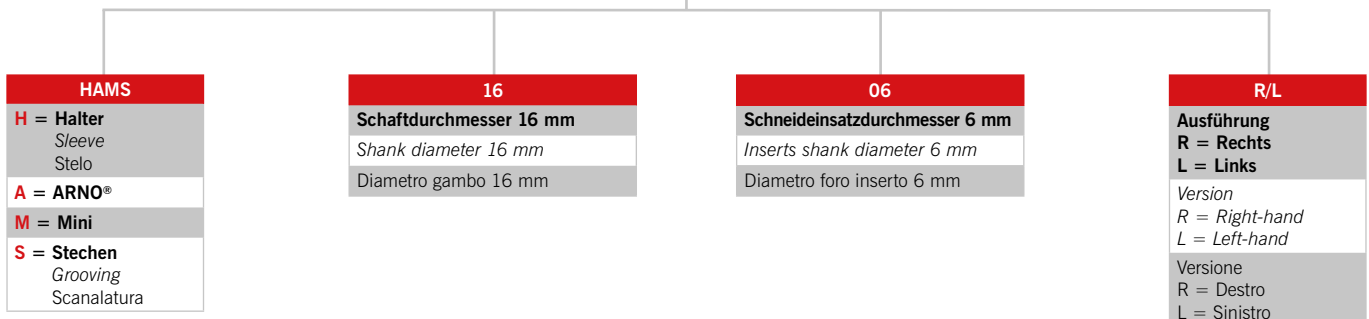 HAMS
H = Halter
Sleeve
Stelo
A = ARNO®
M = Mini
S = Stechen
Grooving
Scanalatura
16
Schaftdurchmesser 16 mm
Shank diameter 16 mm
Diametro gambo 16 mm
06
Schneideinsatzdurchmesser 6 mm
Inserts shank diameter 6 mm
Diametro foro inserto 6 mm
R/L
Ausführung
R = Rechts
L = Links
Version
R = Right-hand
L = Left-hand
Versione
R = Destro
L = Sinistro